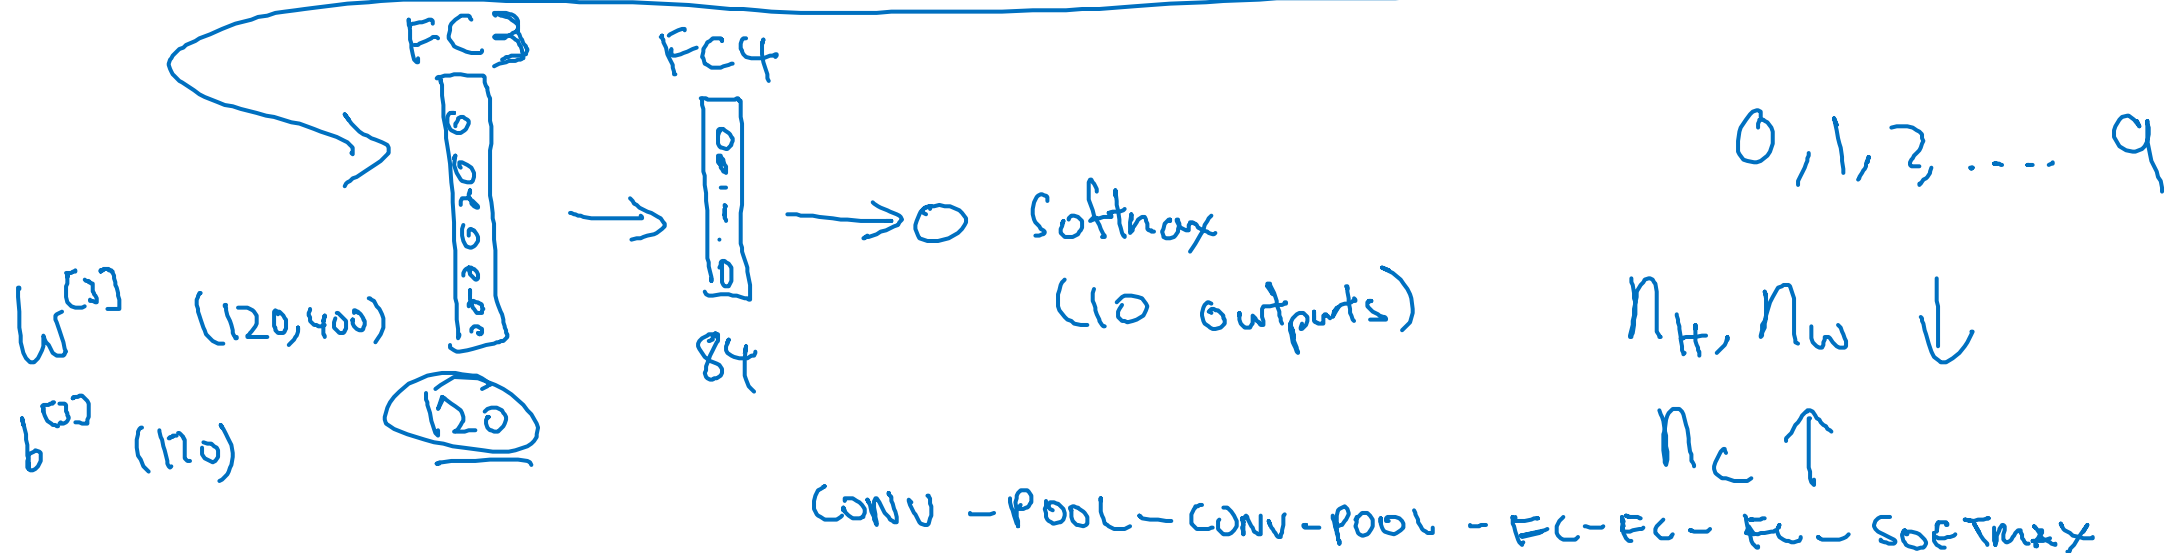 FC3
FC4
0, 1, 2, .... 9
Softmax
(10 outputs)
W[3] (120,400)
n_H, n_W ↓
84
b[3] (120)
120
n_C ↑
CONV - POOL - CONV - POOL - FC - FC - FC - SOFTMAX